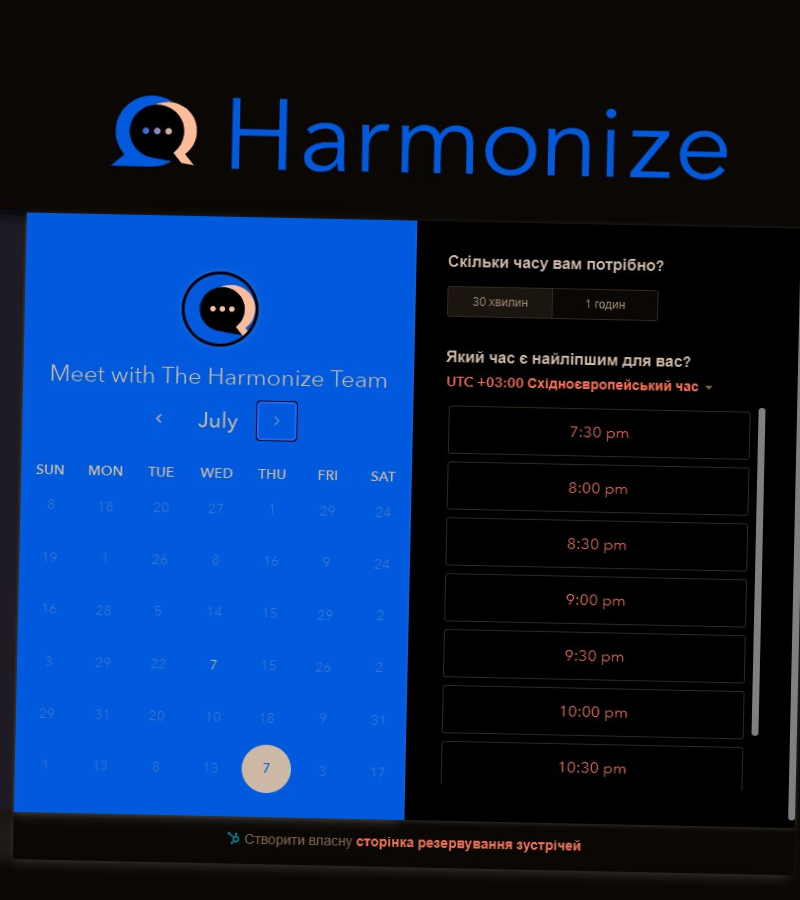 Harmonize
Meet with The Harmonize Team
July
SUN MON TUE WED THU FRI SAT
8 18 20 27 1 29 24
19 1 26 8 16 9 24
16 28 5 14 15 29 2
3 29 22 7 15 26 2
29 31 20 10 18 9 31
1 13 8 13 7 3 17
Скільки часу вам потрібно?
30 хвилин 1 годин
Який час є найліпшим для вас?
UTC +03:00 Східноєвропейський час
7:30 pm
8:00 pm
8:30 pm
9:00 pm
9:30 pm
10:00 pm
10:30 pm
Створити власну сторінка резервування зустрічей